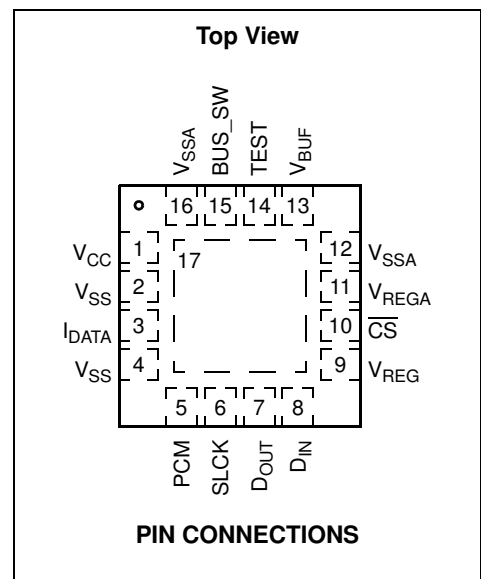 Top View
VSSA
BUS_SW
TEST
VBUF
16 15 14 13
VCC 1
17
12 VSSA
VSS 2
11 VREGA
IDATA 3
10 CS
VSS 4
9 VREG
5 6 7 8
PCM
SLCK
DOUT
DIN
PIN CONNECTIONS